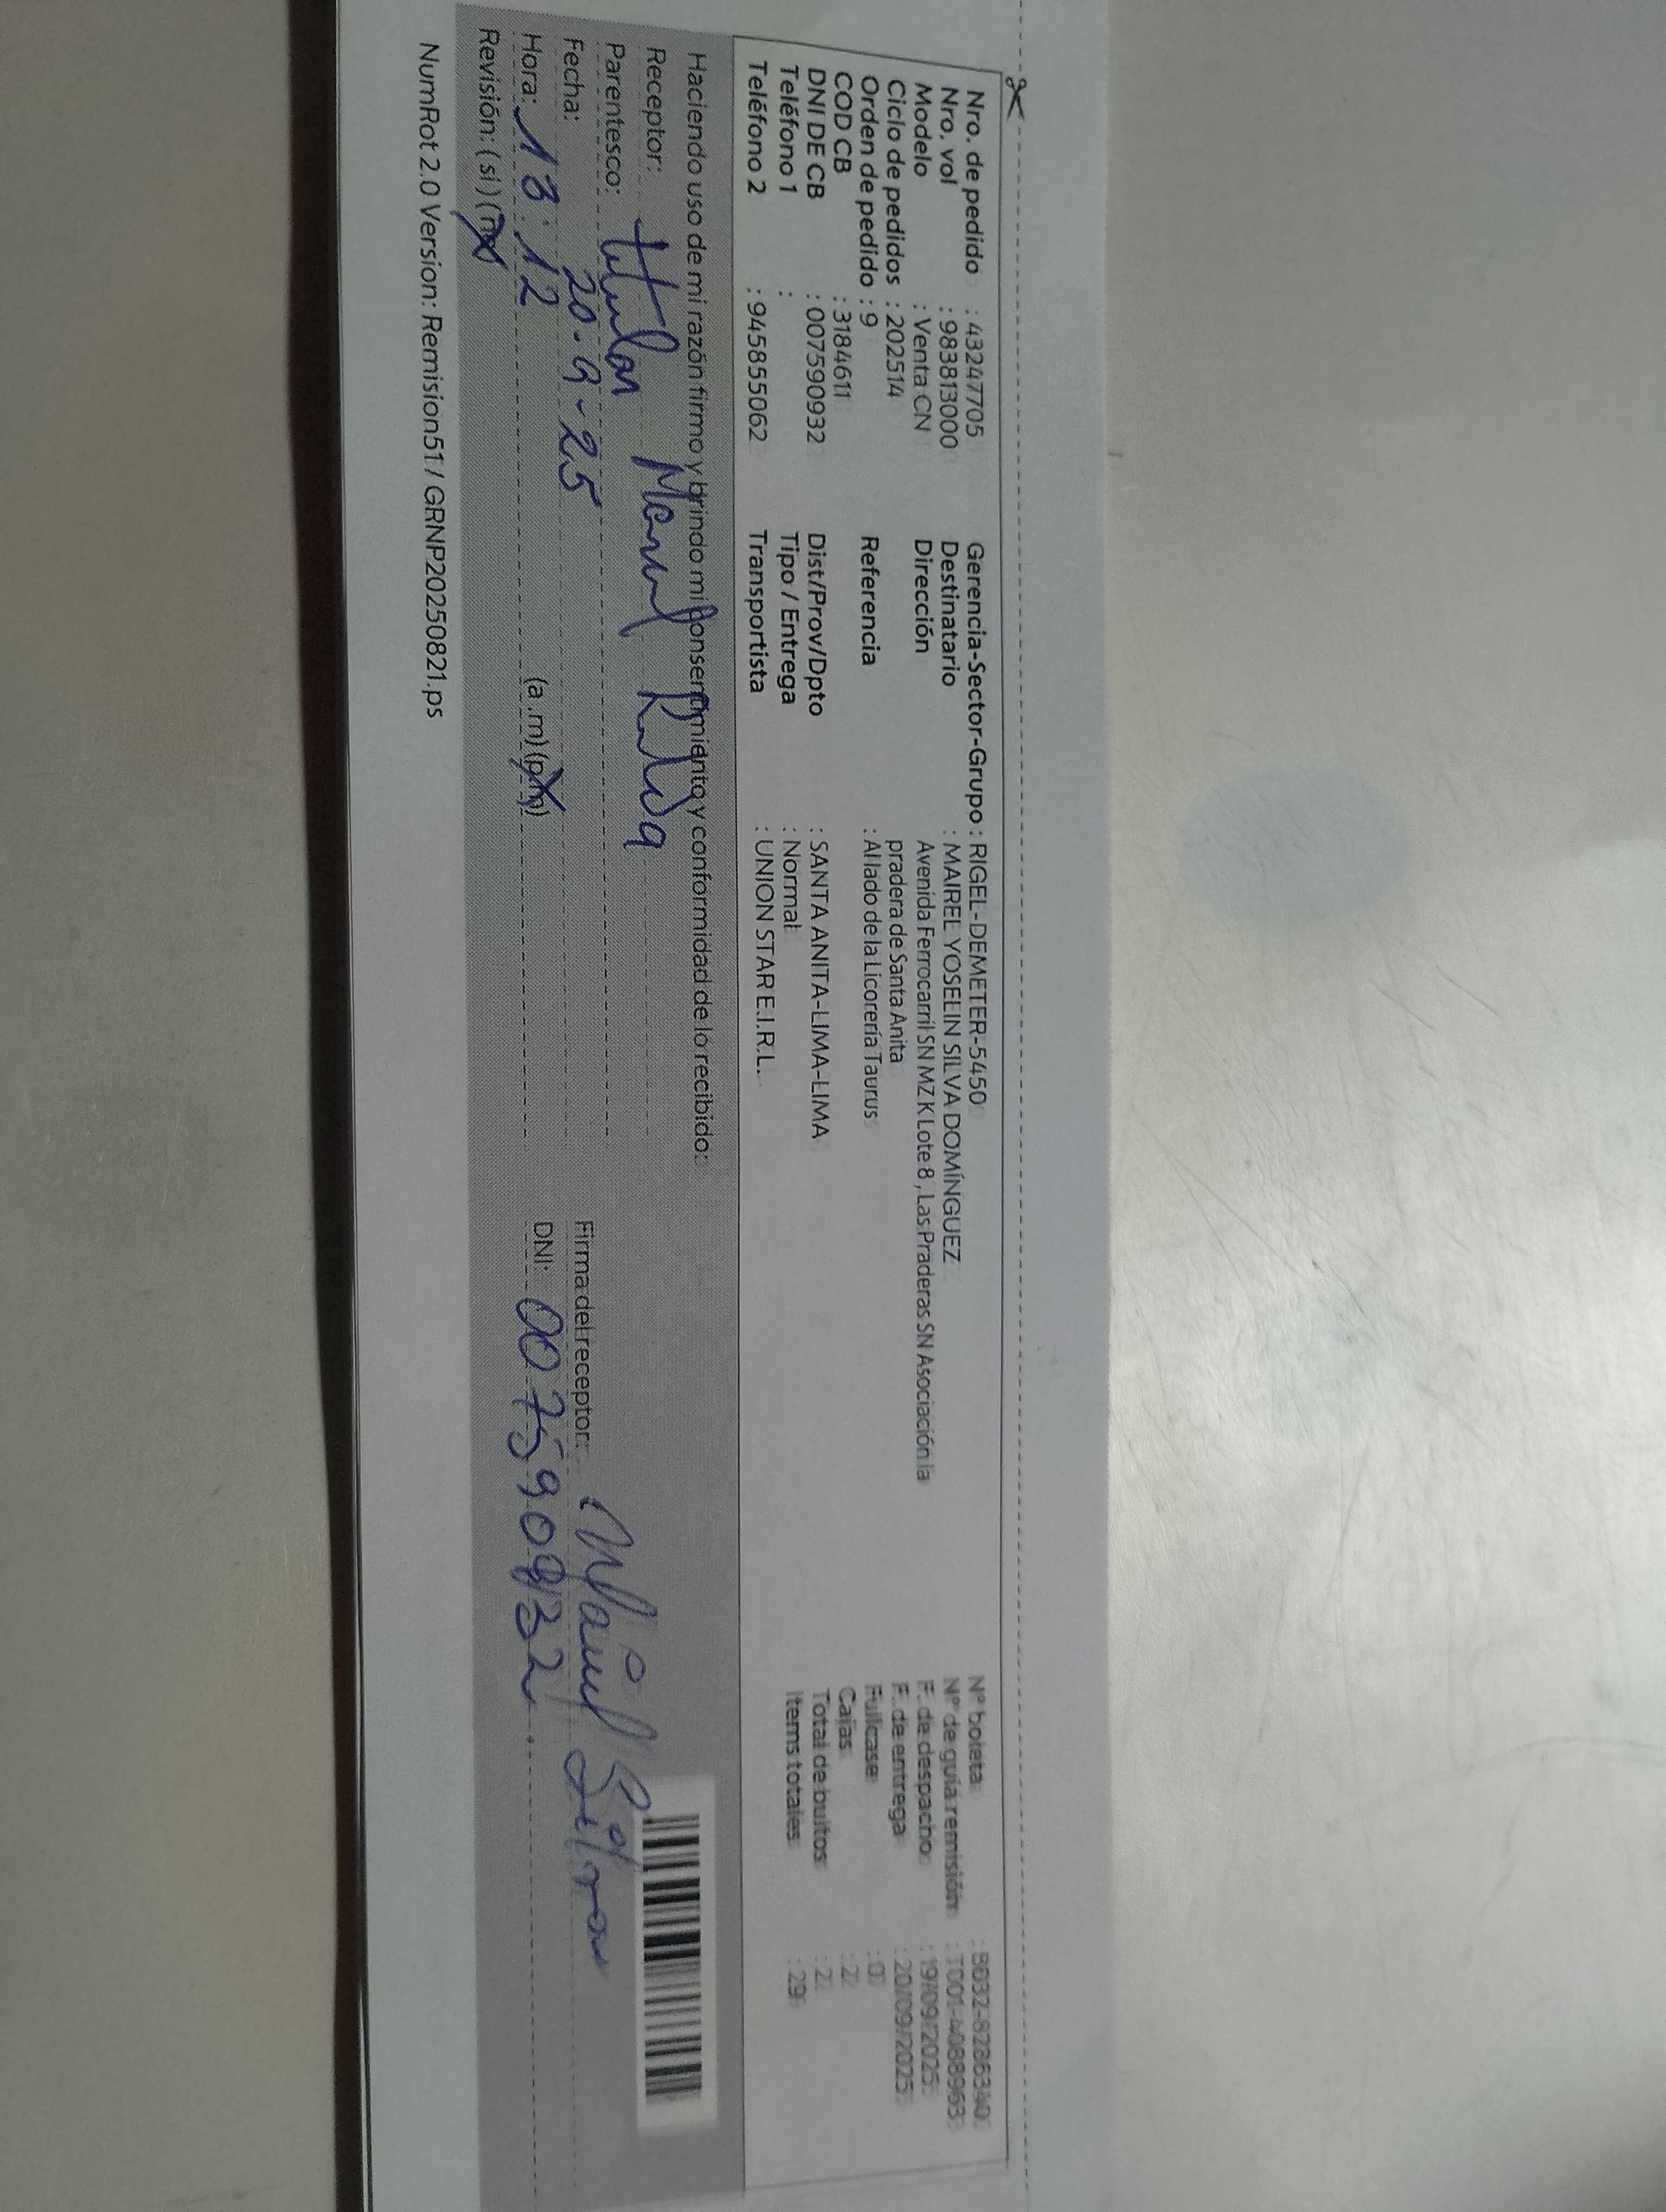 Nro. de pedido : 43247705
Nro. vol : 983813000
Modelo : Venta CN
Ciclo de pedidos : 202514
Orden de pedido : 9
COD CB : 3184611
DNI DE CB : 007590932
Teléfono 1 :
Teléfono 2 : 945855062
Gerencia-Sector-Grupo : RIGEL-DEMETER-5450
Destinatario : MAIREL YOSELIN SILVA DOMÍNGUEZ
Dirección Avenida Ferrocarril SN MZ K Lote 8 , Las Praderas SN Asociación la
pradera de Santa Anita
Referencia : Al lado de la Licorería Taurus
Dist/Prov/Dpto : SANTA ANITA-LIMA-LIMA
Tipo / Entrega : Normal
Transportista : UNION STAR E.I.R.L.
N° boleta : B032-8286340
N° de guía remisión : T001-4088963
F. de despacho : 19/09/2025
F. de entrega : 20/09/2025
Fullcase : 0
Cajas : 2
Total de bultos : 2
Items totales : 29
Haciendo uso de mi razón firmo y brindo mi consentimiento y conformidad de lo recibido:
Receptor:
Parentesco: titular
Fecha: 20-9-25
Hora: 13:12 (a.m) (p.m)
Revisión: (si) (no)
Firma del receptor: Mairel Silva
DNI: 007590932
NumRot 2.0 Version: Remision51 / GRNP20250821.ps